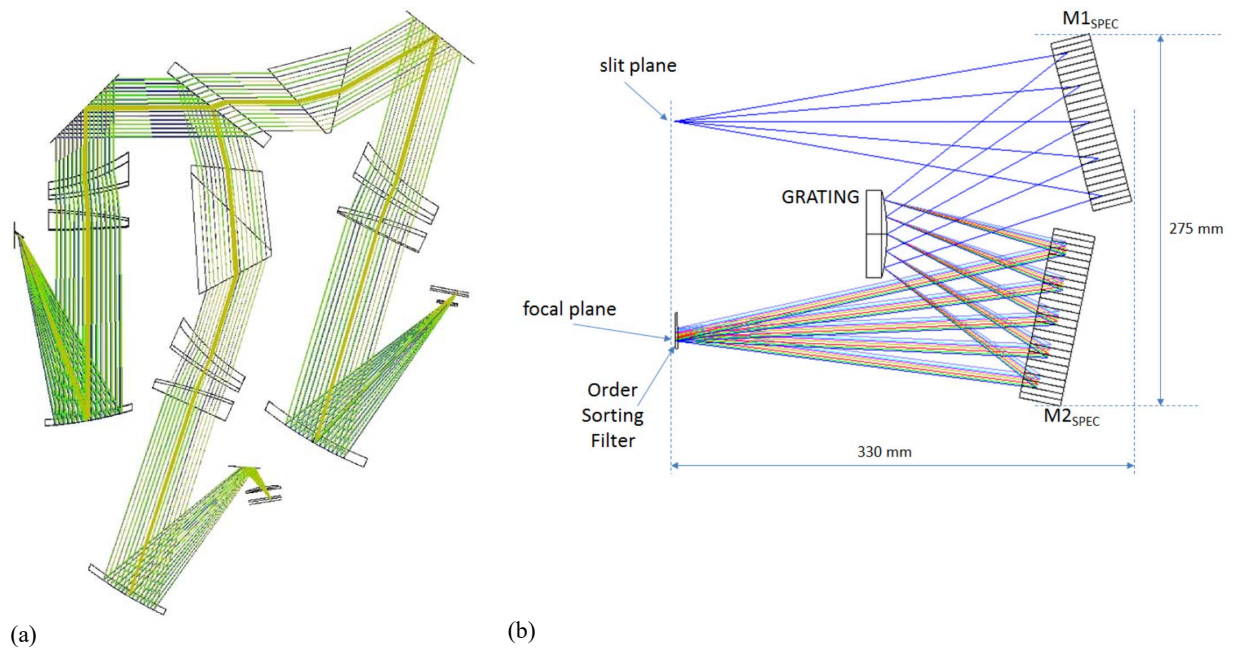 M1SPEC
slit plane
GRATING
275 mm
focal plane
Order
Sorting
Filter
M2SPEC
330 mm
(a)
(b)